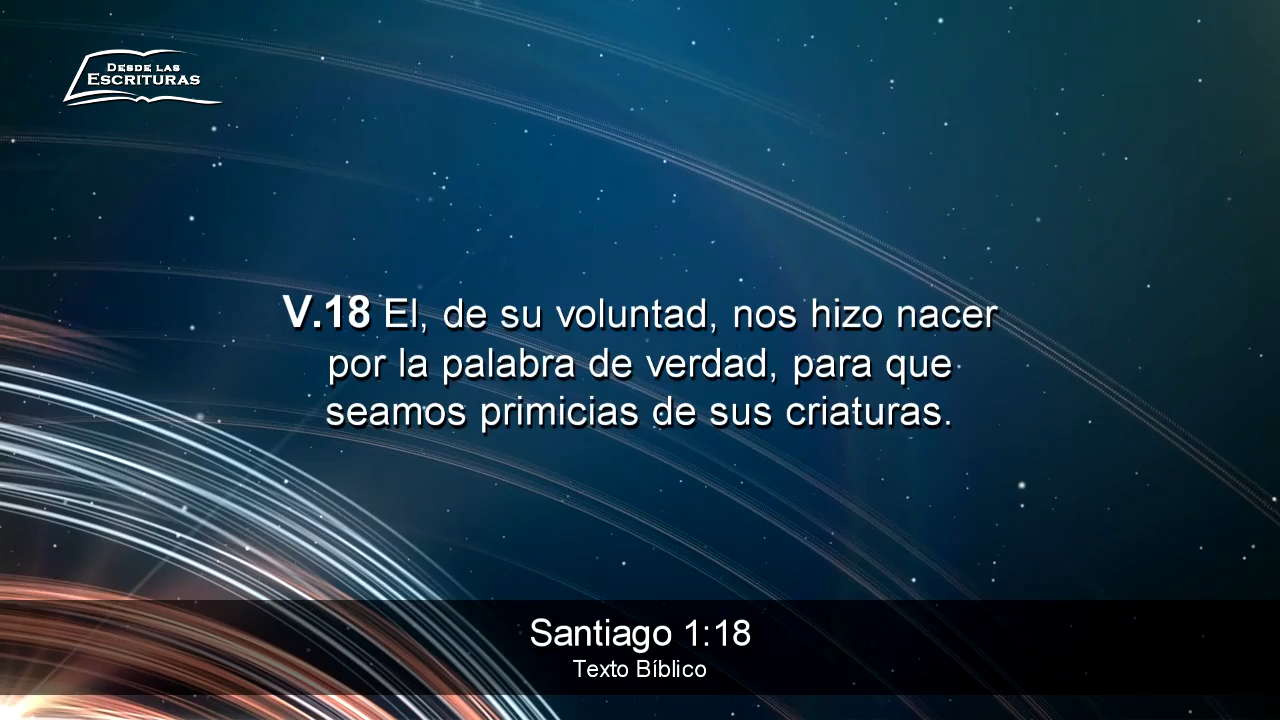 DESDE LAS
ESCRITURAS
V.18 El, de su voluntad, nos hizo nacer
por la palabra de verdad, para que
seamos primicias de sus criaturas.
Santiago 1:18
Texto Bíblico